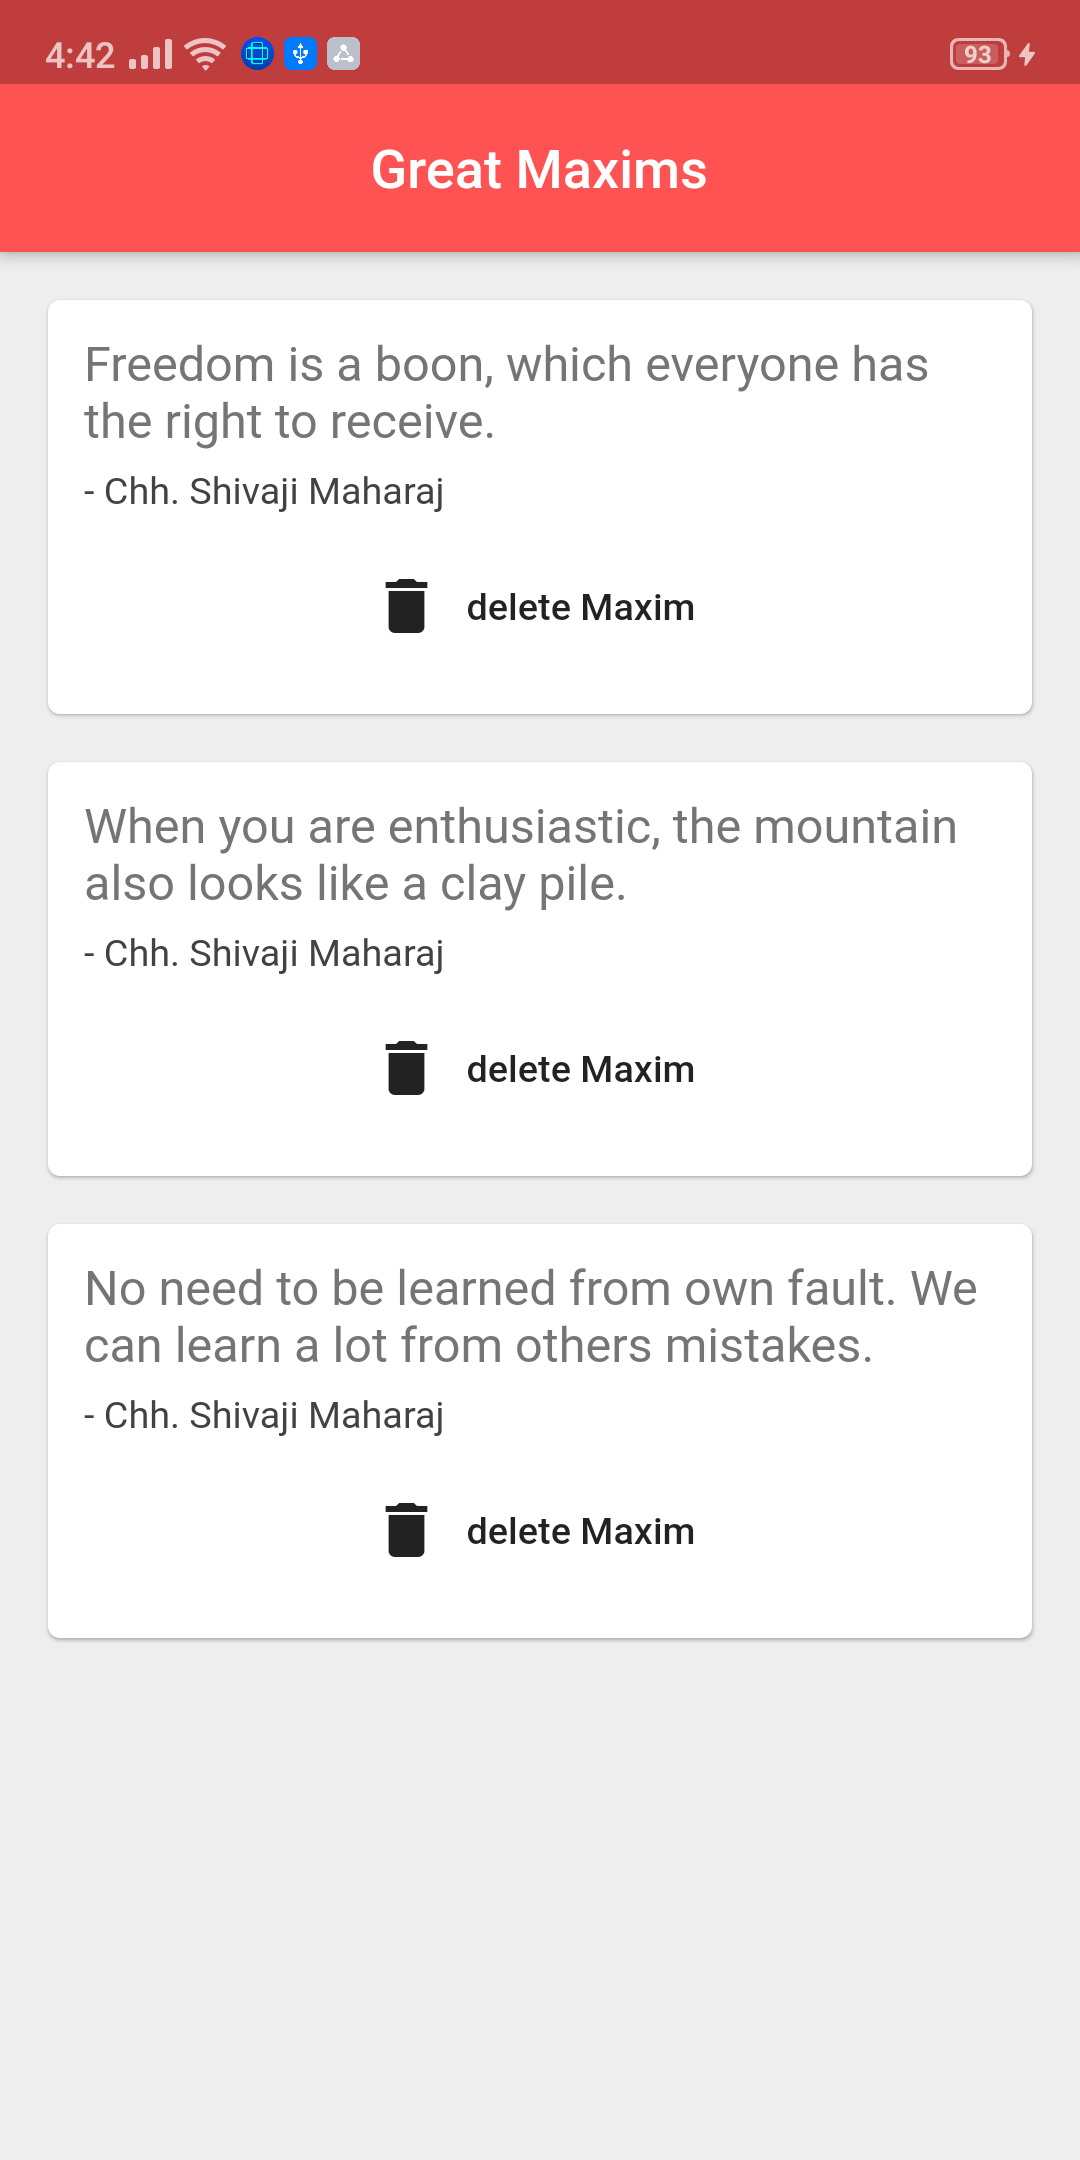 4:42
93
Great Maxims
Freedom is a boon, which everyone has
the right to receive.
- Chh. Shivaji Maharaj
delete Maxim
When you are enthusiastic, the mountain
also looks like a clay pile.
- Chh. Shivaji Maharaj
delete Maxim
No need to be learned from own fault. We
can learn a lot from others mistakes.
- Chh. Shivaji Maharaj
delete Maxim